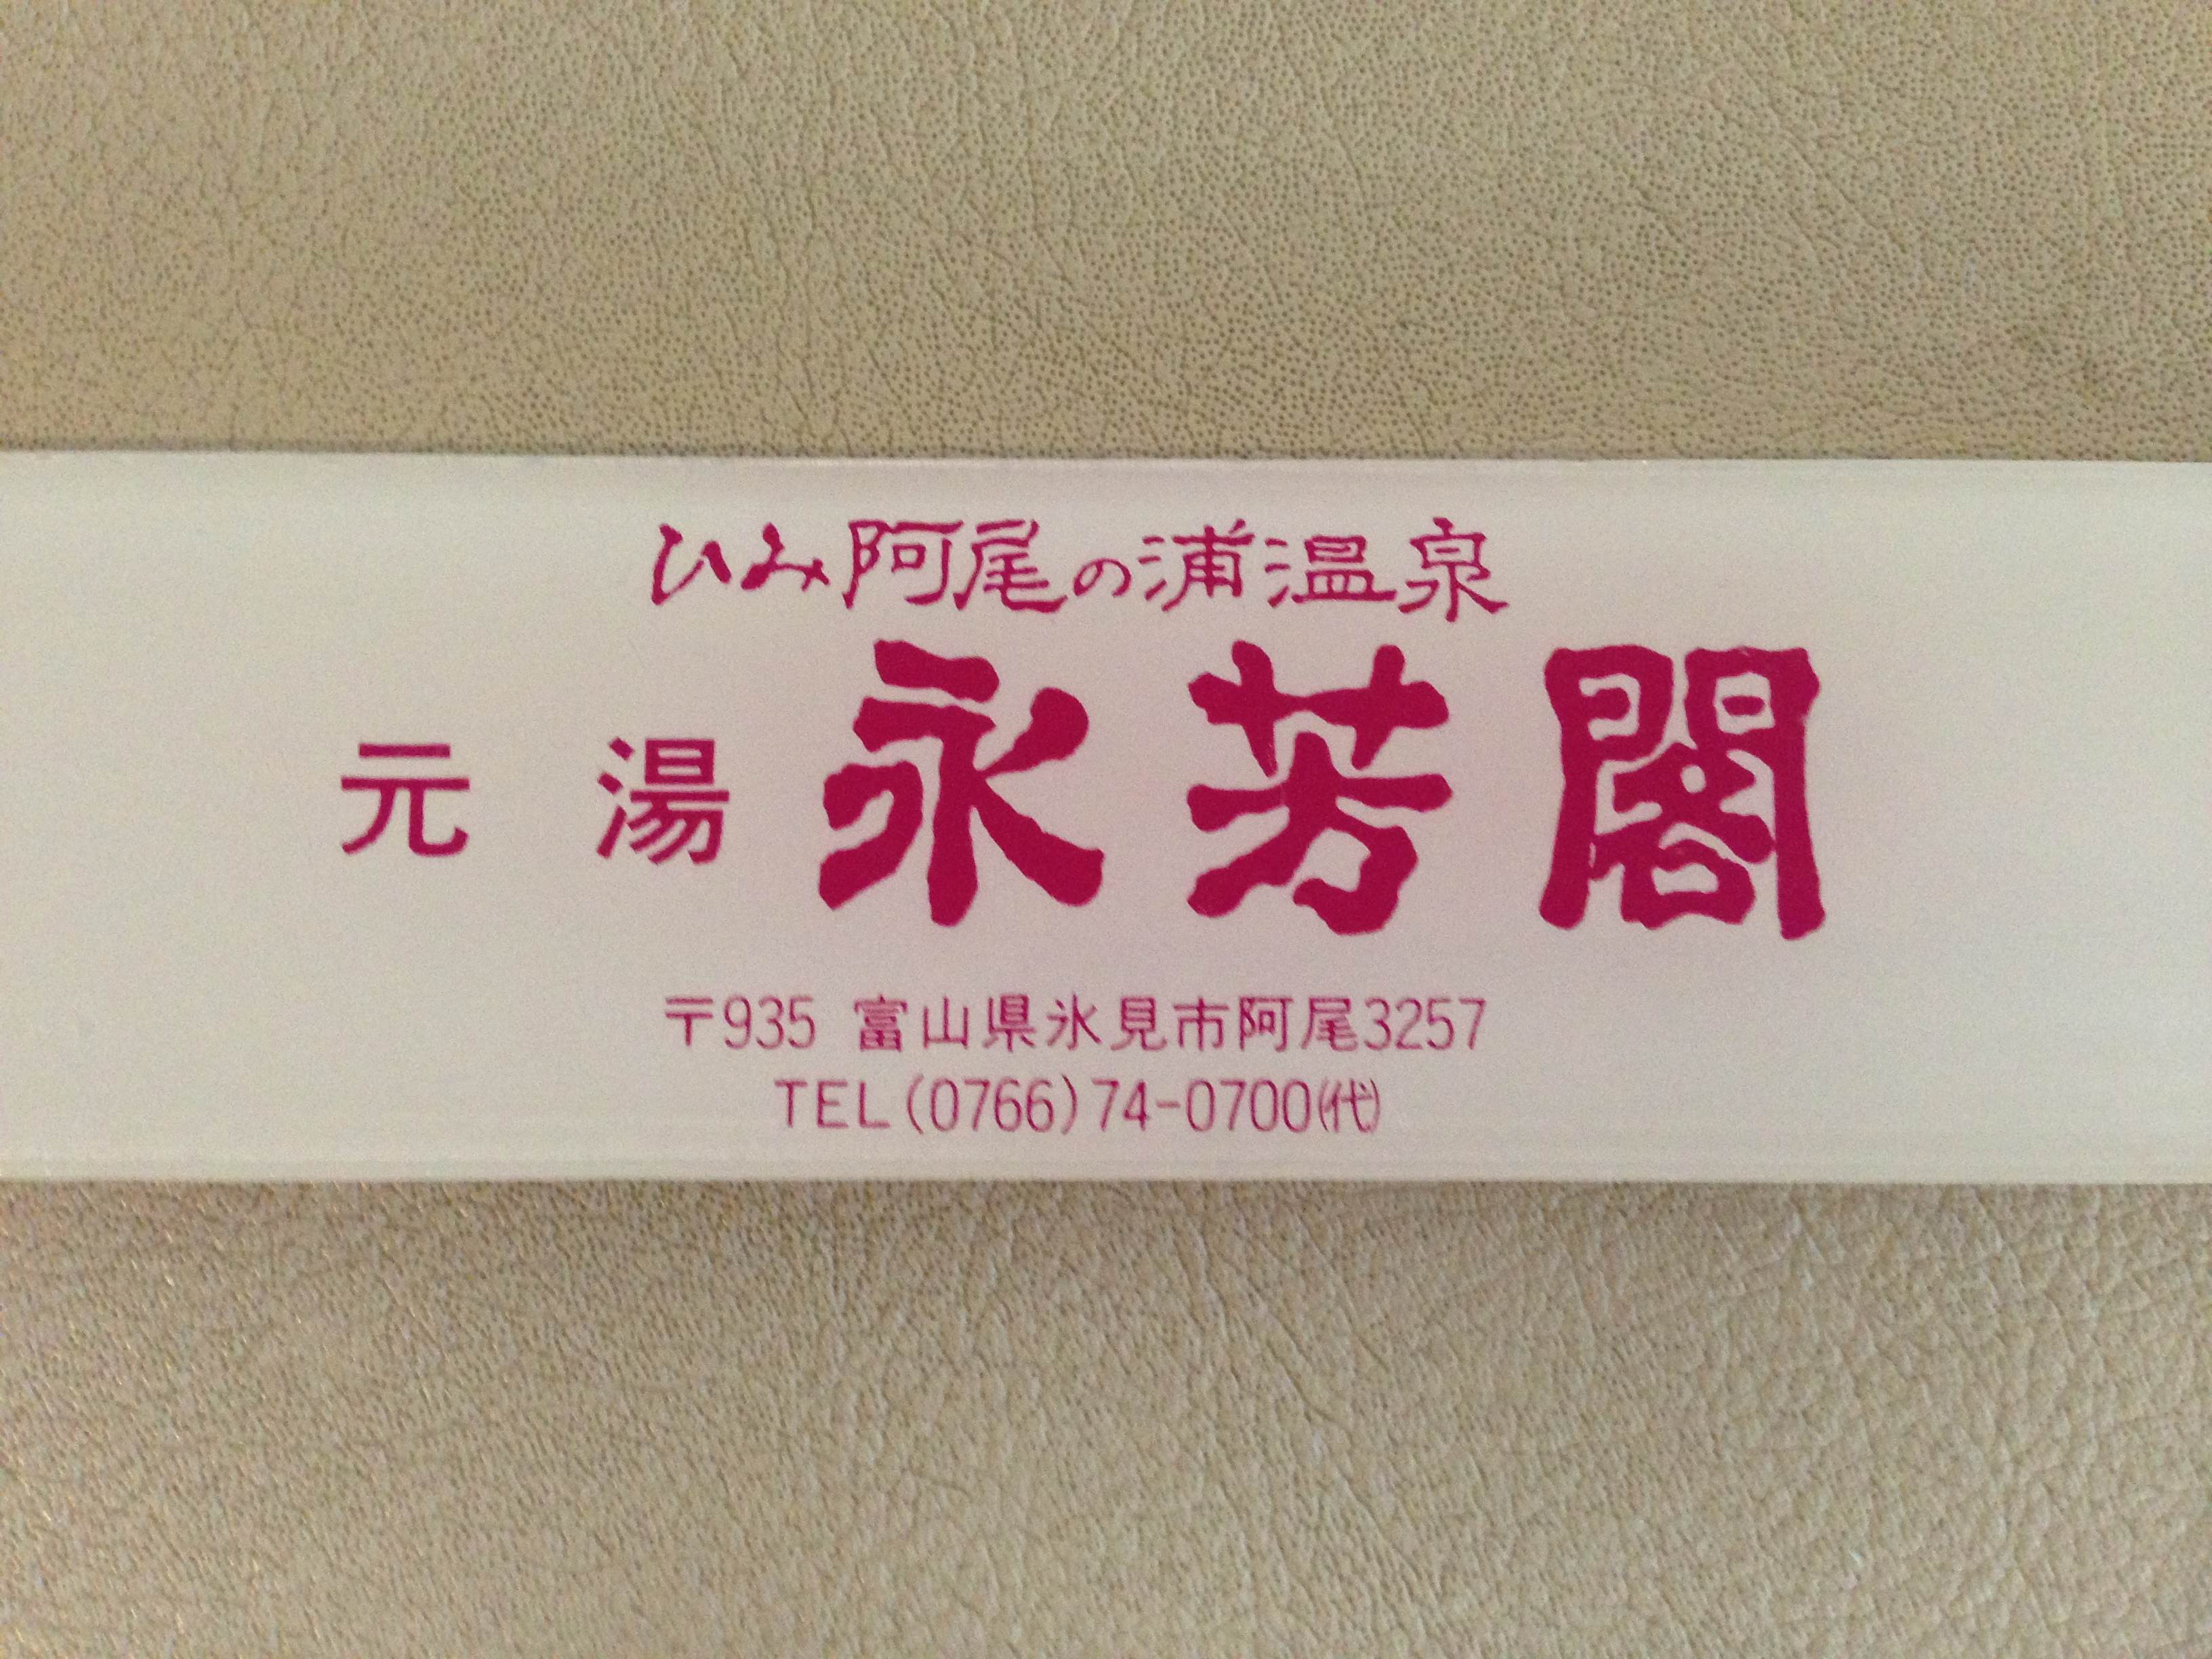 ひみ阿尾の浦温泉
元湯 永芳閣
〒935 富山県氷見市阿尾3257
TEL(0766)74-0700㈹